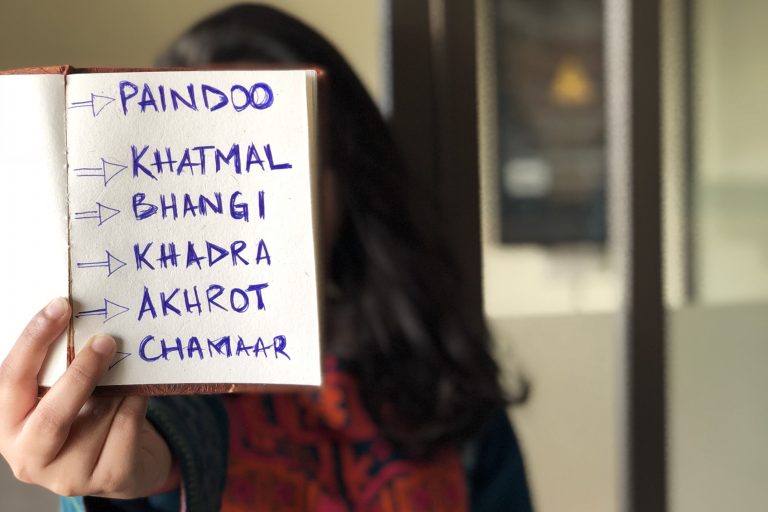 PAINDOO
KHATMAL
BHANGI
KHADRA
AKHROT
CHAMAAR